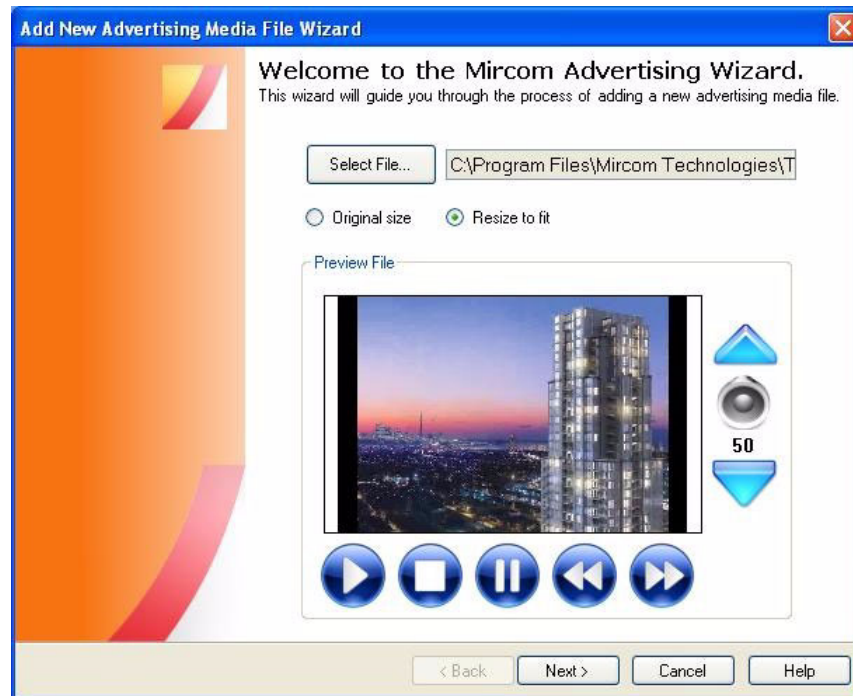 Add New Advertising Media File Wizard
Welcome to the Mircom Advertising Wizard.
This wizard will guide you through the process of adding a new advertising media file.
Select File...
C:\Program Files\Mircom Technologies\T
Original size
Resize to fit
Preview File
50
< Back
Next >
Cancel
Help